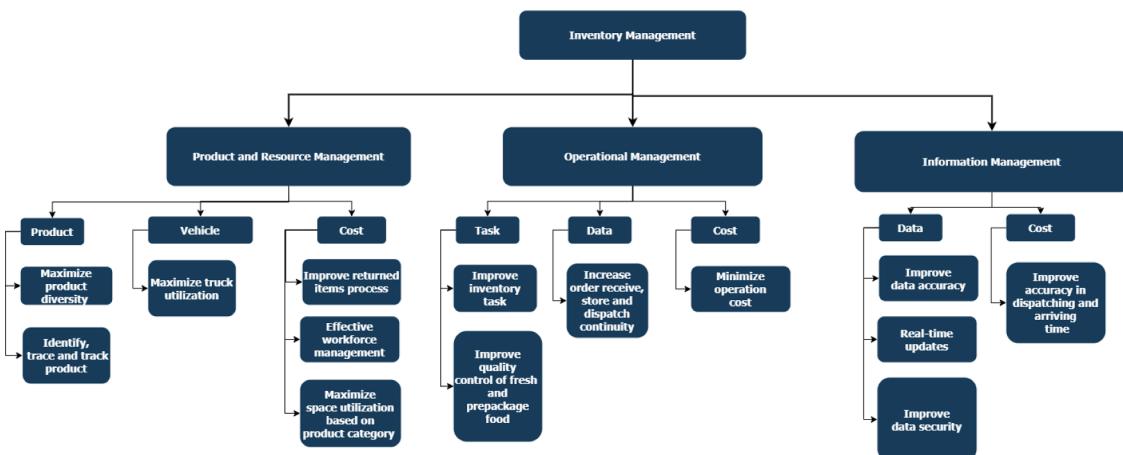 Inventory Management
Product and Resource Management
Operational Management
Information Management
Product
Vehicle
Cost
Task
Data
Cost
Data
Cost
Maximize
product
diversity
Identify,
trace and track
product
Maximize truck
utilization
Improve returned
items process
Effective
workforce
management
Maximize
space utilization
based on
product category
Improve
inventory
task
Improve
quality
control of fresh
and
prepackage
food
Increase
order receive,
store and
dispatch
continuity
Minimize
operation
cost
Improve
data accuracy
Real-time
updates
Improve
data security
Improve
accuracy in
dispatching and
arriving
time